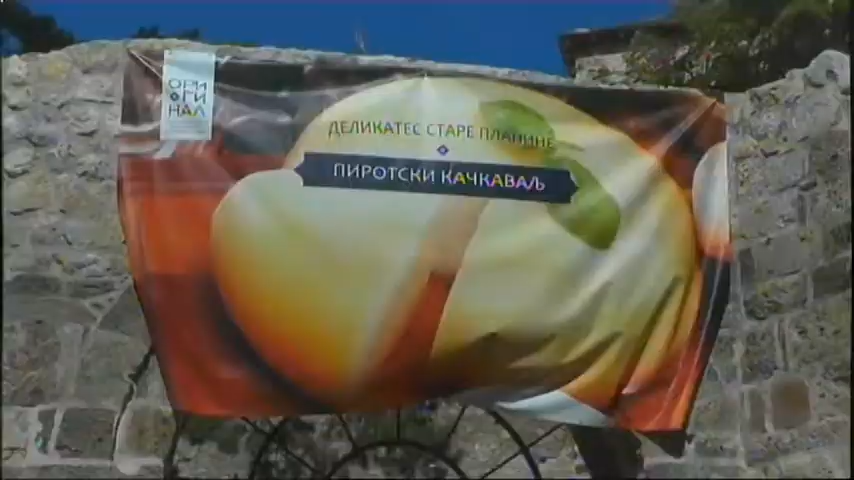 ОРИ
ГИ
НАЛ
ДЕЛИКАТЕС СТАРЕ ПЛАНИНЕ
ПИРОТСКИ КАЧКАВАЉ